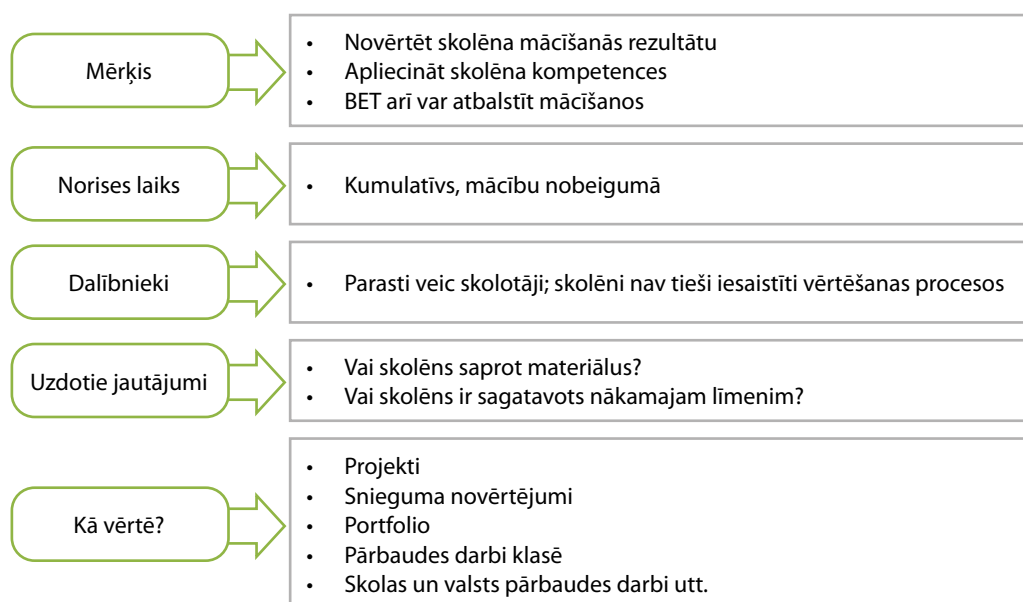 Mērķis
• Novērtēt skolēna mācīšanās rezultātu
• Apliecināt skolēna kompetences
• BET arī var atbalstīt mācīšanos
Norises laiks
• Kumulatīvs, mācību nobeigumā
Dalībnieki
• Parasti veic skolotāji; skolēni nav tieši iesaistīti vērtēšanas procesos
Uzdotie jautājumi
• Vai skolēns saprot materiālus?
• Vai skolēns ir sagatavots nākamajam līmenim?
Kā vērtē?
• Projekti
• Snieguma novērtējumi
• Portfolio
• Pārbaudes darbi klasē
• Skolas un valsts pārbaudes darbi utt.